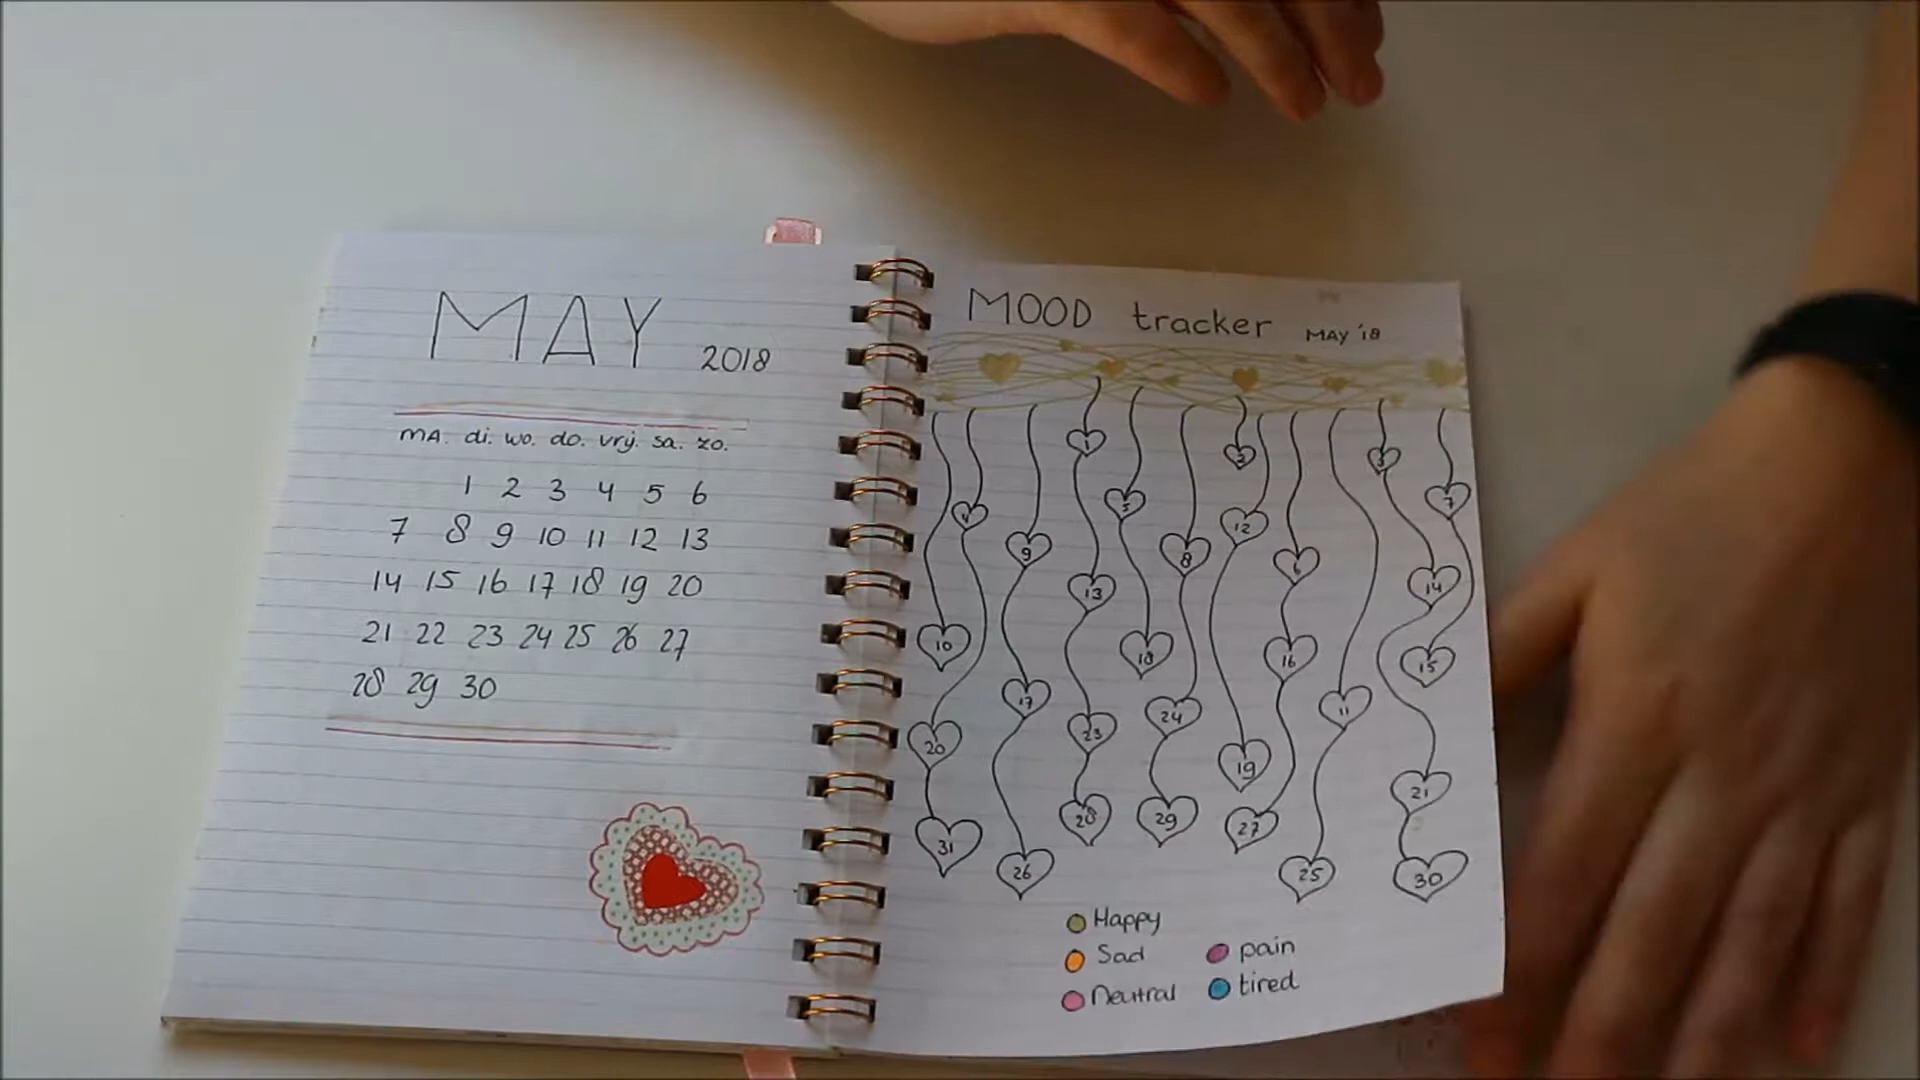 MAY 2018
MA. di. wo. do. vrij. sa. zo.
1 2 3 4 5 6
7 8 9 10 11 12 13
14 15 16 17 18 19 20
21 22 23 24 25 26 27
28 29 30
MOOD tracker MAY '18
1 2 3
4 5 7
9 8 12 6
13 14
10 18 16 15
17 11
20 23 24 19
21
31 28 29 27
26 25 30
Happy
Sad pain
Neutral tired